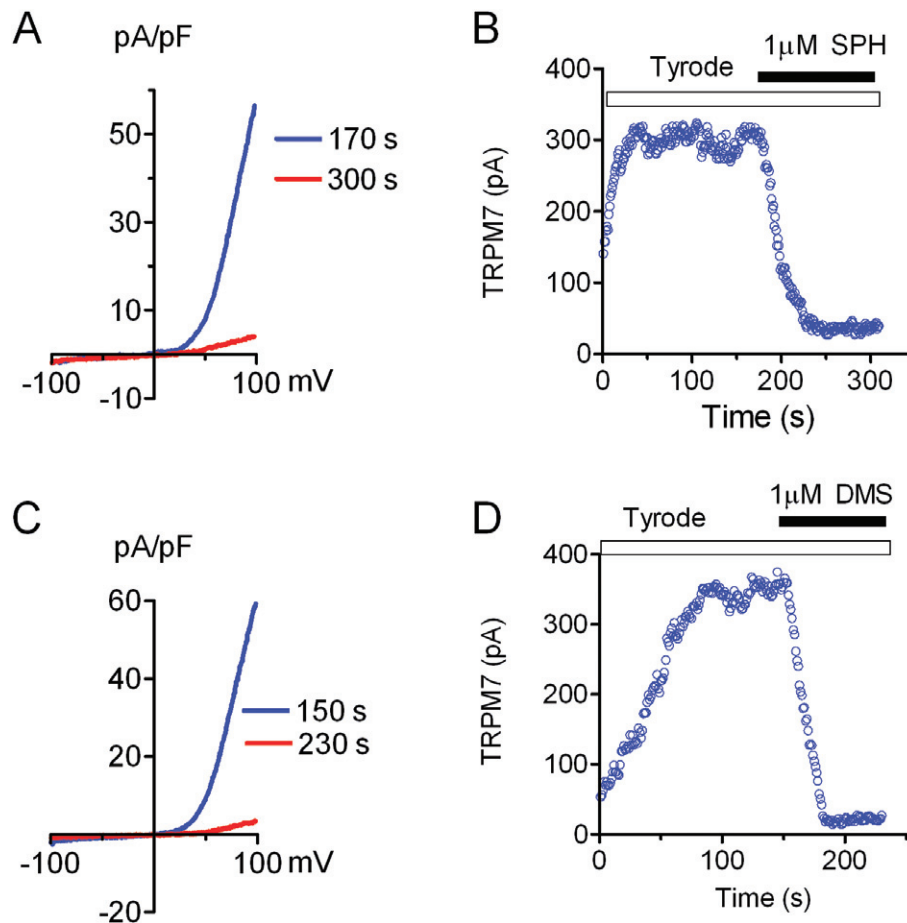 A
pA/pF
50
30
10
-10
-100
100 mV
170 s
300 s
B
1µM SPH
Tyrode
400
300
200
100
0
TRPM7 (pA)
0 100 200 300
Time (s)
C
pA/pF
60
40
20
-20
-100
100 mV
150 s
230 s
D
1µM DMS
Tyrode
400
300
200
100
0
TRPM7 (pA)
0 100 200
Time (s)